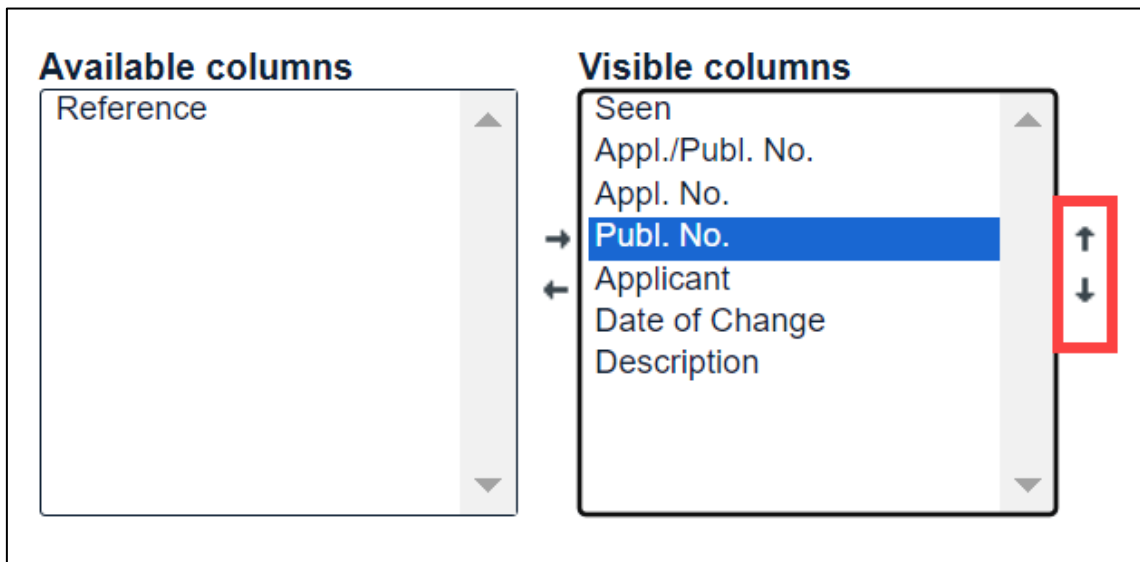 Available columns
Reference
Visible columns
Seen
Appl./Publ. No.
Appl. No.
Publ. No.
Applicant
Date of Change
Description